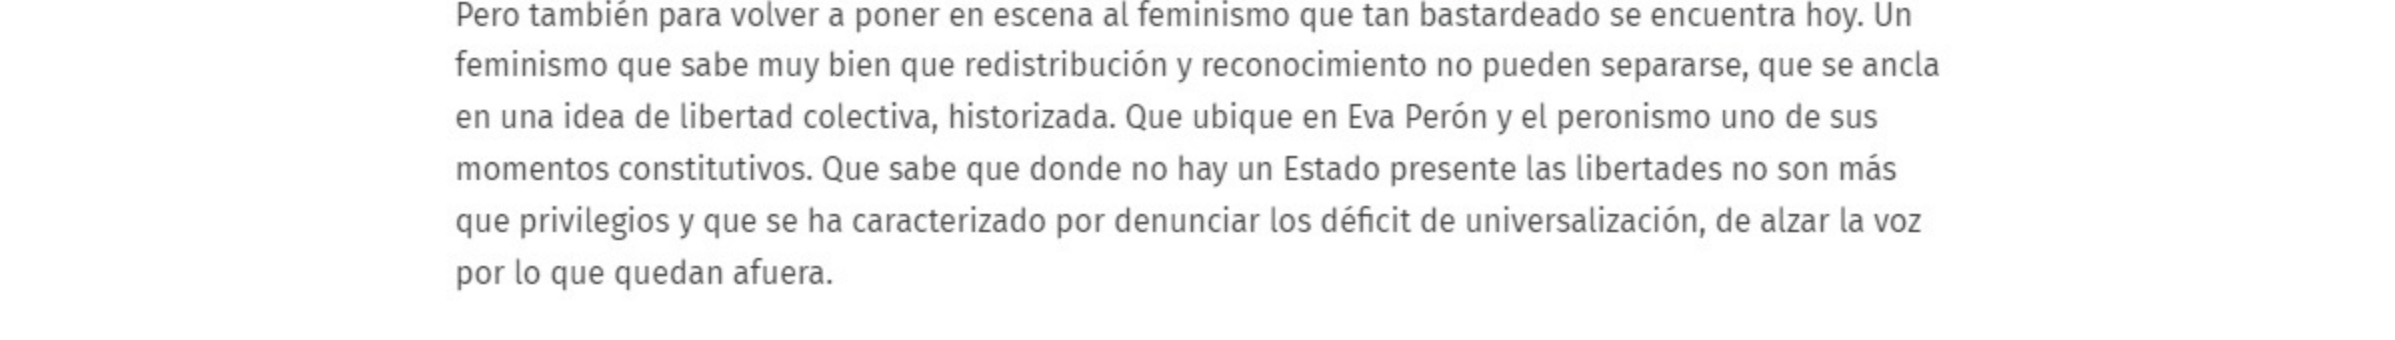 Pero también para volver a poner en escena al feminismo que tan bastardeado se encuentra hoy. Un
feminismo que sabe muy bien que redistribución y reconocimiento no pueden separarse, que se ancla
en una idea de libertad colectiva, historizada. Que ubique en Eva Perón y el peronismo uno de sus
momentos constitutivos. Que sabe que donde no hay un Estado presente las libertades no son más
que privilegios y que se ha caracterizado por denunciar los déficit de universalización, de alzar la voz
por lo que quedan afuera.